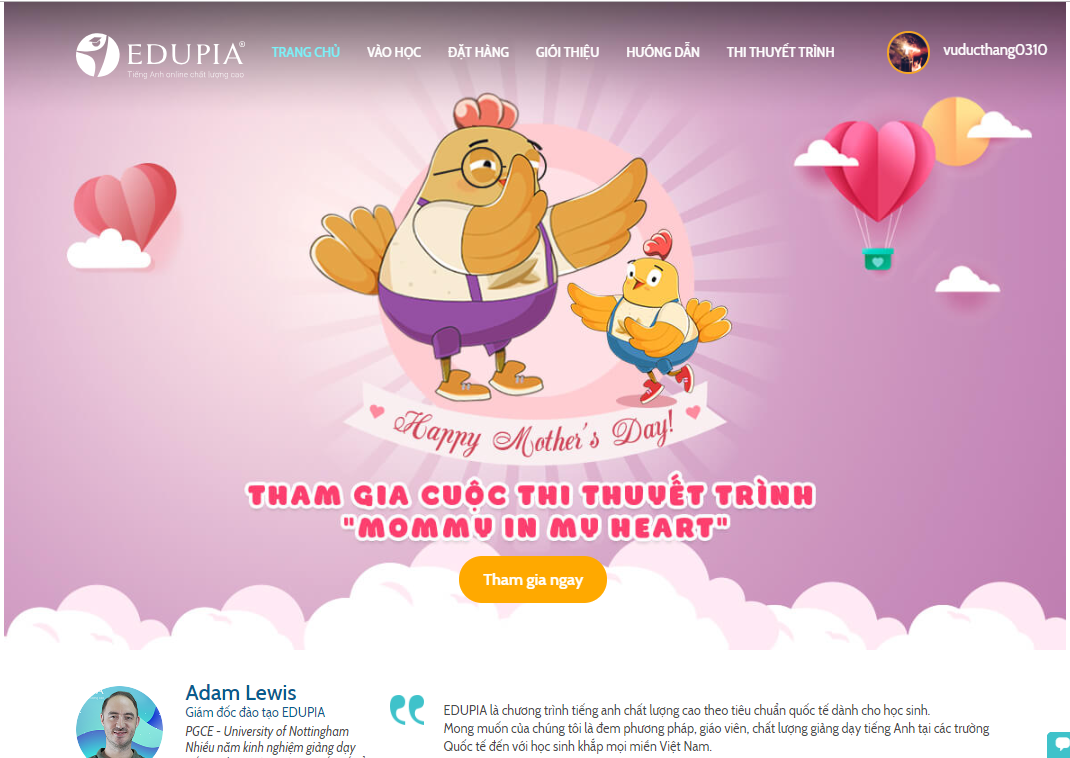 EDUPIA®
Tiếng Anh online chất lượng cao
TRANG CHỦ
VÀO HỌC
ĐẶT HÀNG
GIỚI THIỆU
HƯỚNG DẪN
THI THUYẾT TRÌNH
vuducthang0310
Happy Mother's Day!
THAM GIA CUỘC THI THUYẾT TRÌNH
"MOMMY IN MY HEART"
Tham gia ngay
Adam Lewis
Giám đốc đào tạo EDUPIA
PGCE - University of Nottingham
Nhiều năm kinh nghiệm giảng dạy
EDUPIA là chương trình tiếng anh chất lượng cao theo tiêu chuẩn quốc tế dành cho học sinh.
Mong muốn của chúng tôi là đem phương pháp, giáo viên, chất lượng giảng dạy tiếng Anh tại các trường
Quốc tế đến với học sinh khắp mọi miền Việt Nam.